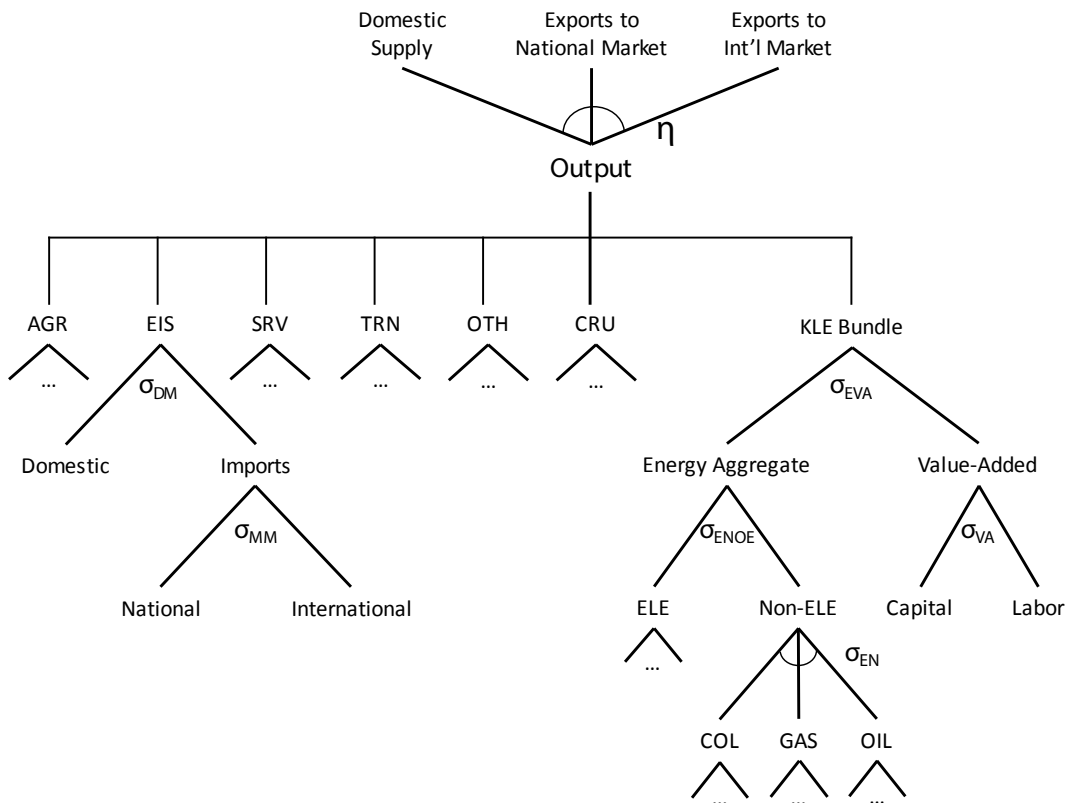 Domestic
Supply
Exports to
National Market
Exports to
Int'l Market
η
Output
AGR
EIS
SRV
TRN
OTH
CRU
KLE Bundle
...
σDM
...
...
...
...
σEVA
Domestic
Imports
Energy Aggregate
Value-Added
σMM
σENOE
σVA
National
International
ELE
Non-ELE
Capital
Labor
...
σEN
COL
GAS
OIL
...
...
...